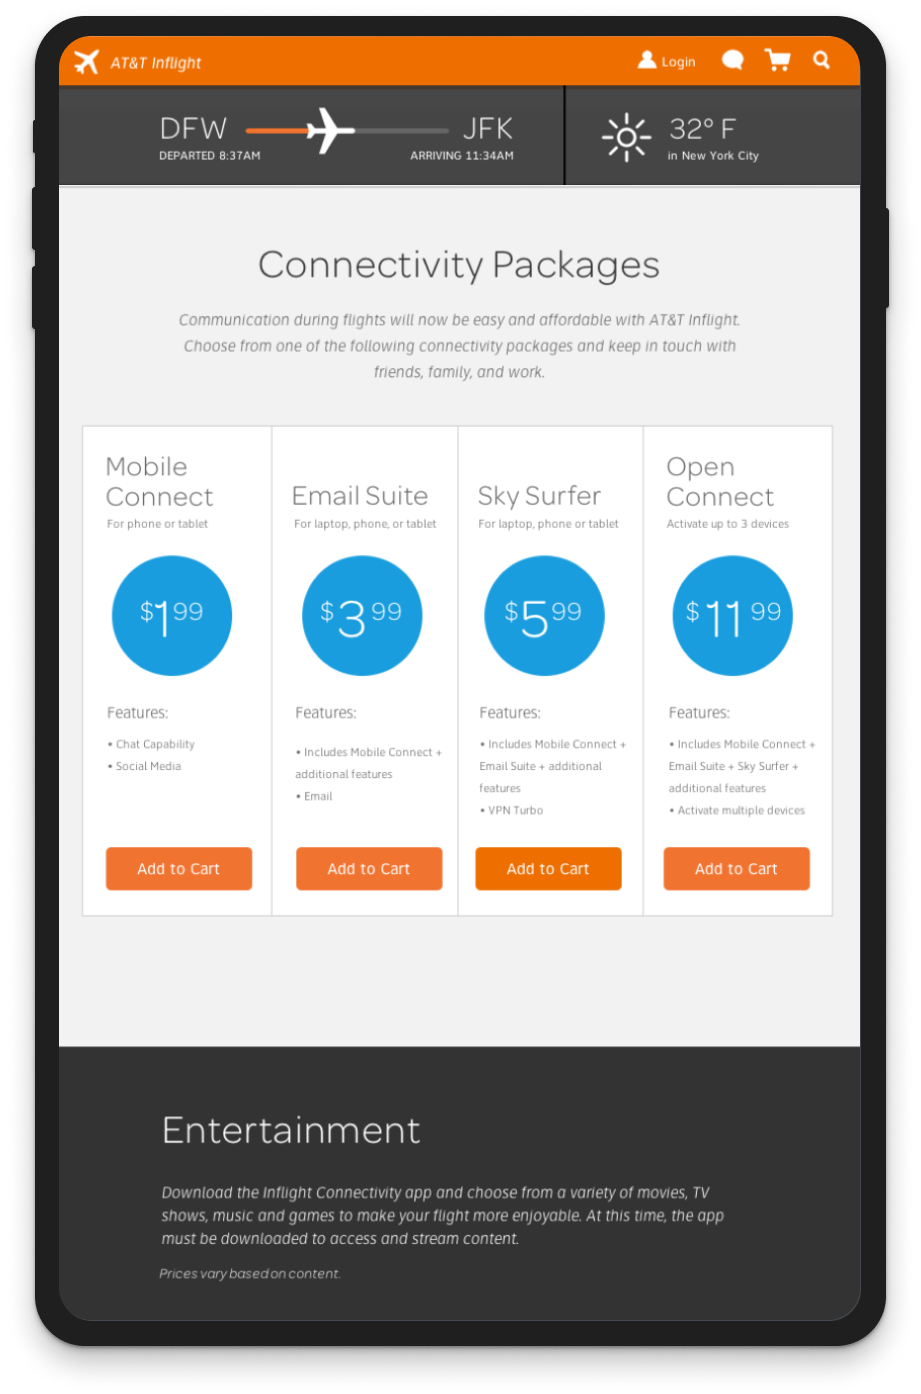 AT&T Inflight
Login
DFW
JFK
32° F
DEPARTED 8:37AM
ARRIVING 11:34AM
in New York City
Connectivity Packages
Communication during flights will now be easy and affordable with AT&T Inflight.
Choose from one of the following connectivity packages and keep in touch with
friends, family, and work.
Mobile
Connect
For phone or tablet
$1 99
Features:
• Chat Capability
• Social Media
Add to Cart
Email Suite
For laptop, phone, or tablet
$3 99
Features:
• Includes Mobile Connect +
additional features
• Email
Add to Cart
Sky Surfer
For laptop, phone or tablet
$5 99
Features:
• Includes Mobile Connect +
Email Suite + additional
features
• VPN Turbo
Add to Cart
Open
Connect
Activate up to 3 devices
$11 99
Features:
• Includes Mobile Connect +
Email Suite + Sky Surfer +
additional features
• Activate multiple devices
Add to Cart
Entertainment
Download the Inflight Connectivity app and choose from a variety of movies, TV
shows, music and games to make your flight more enjoyable. At this time, the app
must be downloaded to access and stream content.
Prices vary based on content.